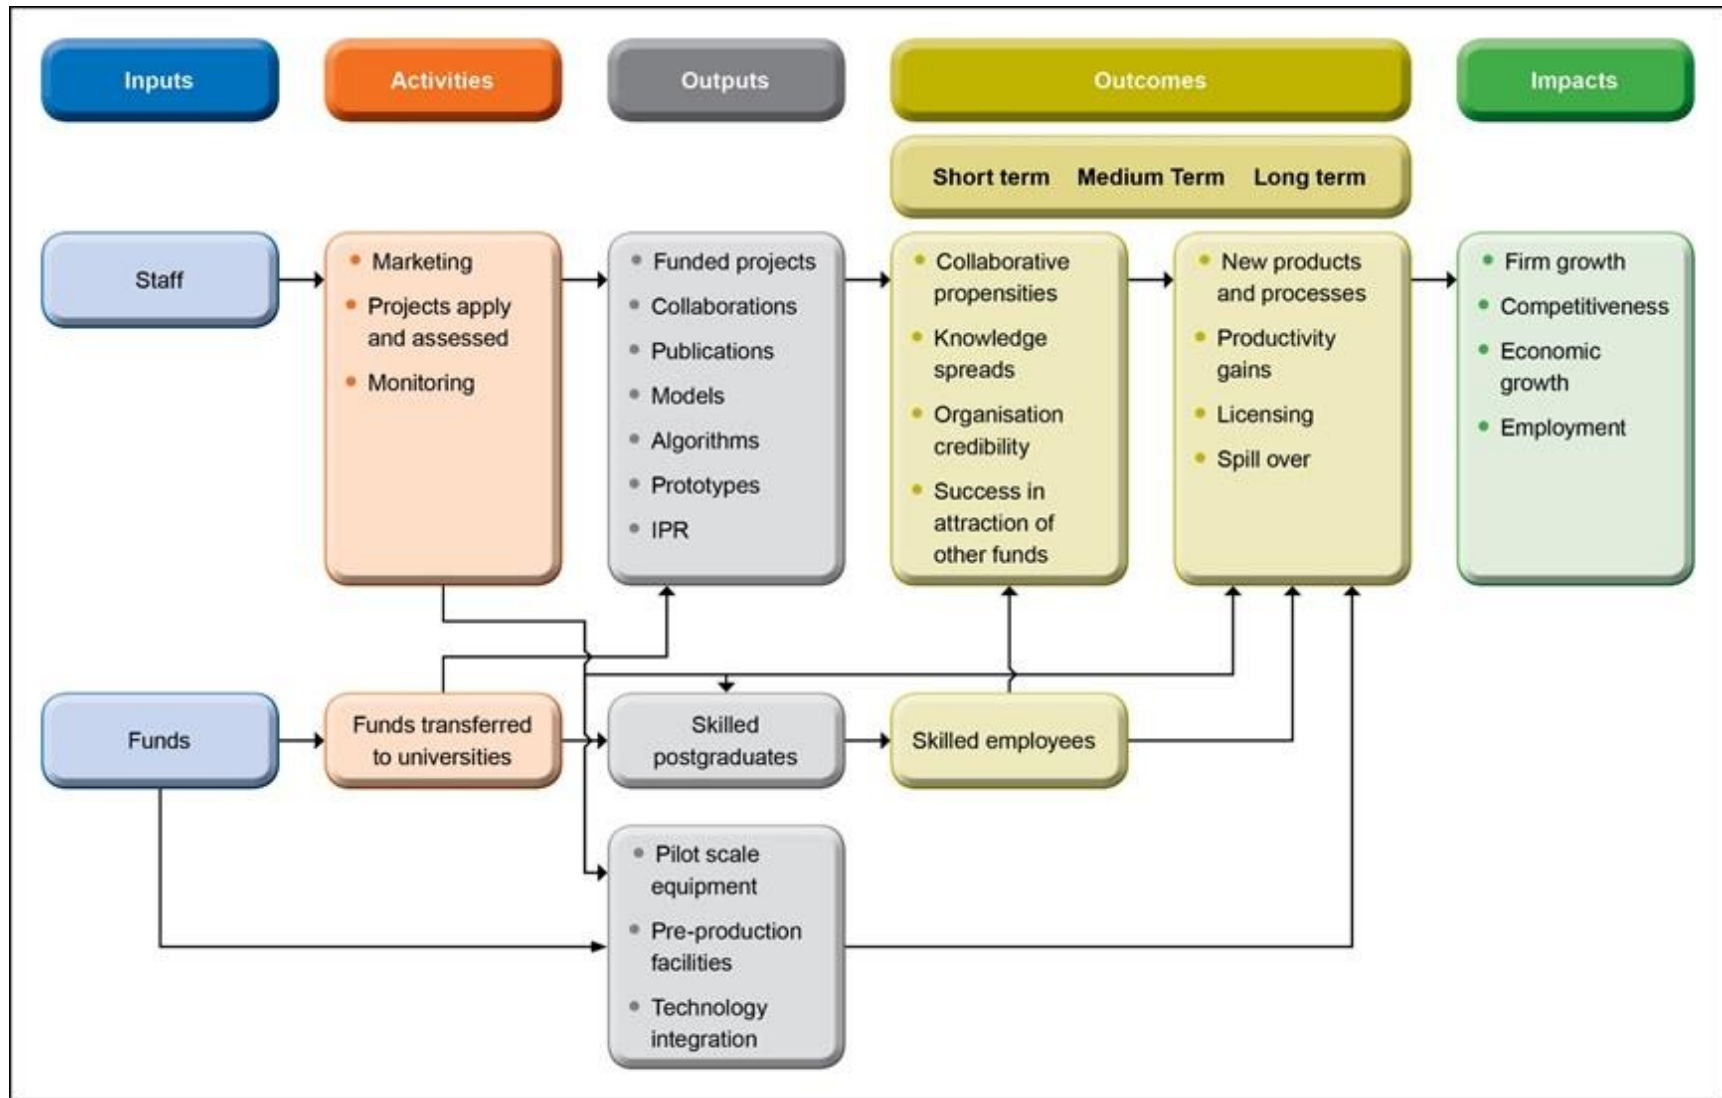 Inputs
Activities
Outputs
Outcomes
Impacts
Short term Medium Term Long term
Staff
• Marketing
• Projects apply
and assessed
• Monitoring
• Funded projects
• Collaborations
• Publications
• Models
• Algorithms
• Prototypes
• IPR
• Collaborative
propensities
• Knowledge
spreads
• Organisation
credibility
• Success in
attraction of
other funds
• New products
and processes
• Productivity
gains
• Licensing
• Spill over
• Firm growth
• Competitiveness
• Economic
growth
• Employment
Funds
Funds transferred
to universities
Skilled
postgraduates
Skilled employees
• Pilot scale
equipment
• Pre-production
facilities
• Technology
integration